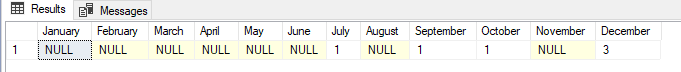 Results Messages
January February March April May June July August September October November December
1 NULL NULL NULL NULL NULL NULL 1 NULL 1 1 NULL 3